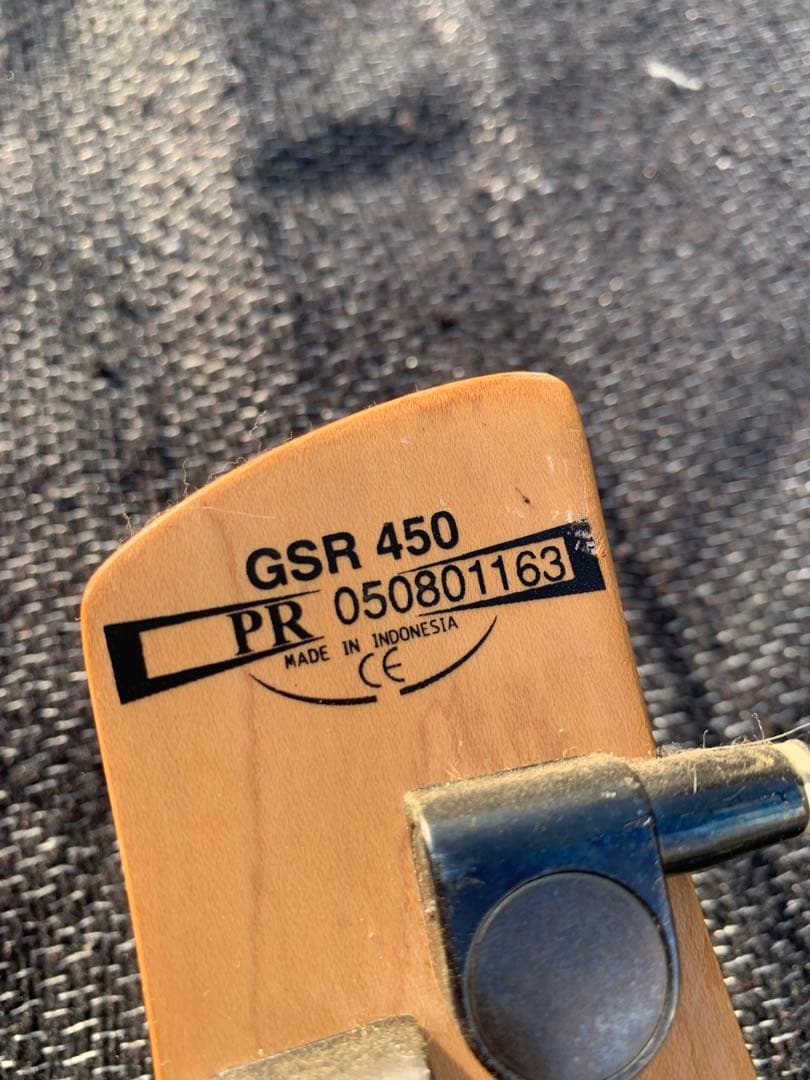 GSR 450
PR 050801163
MADE IN INDONESIA
CE